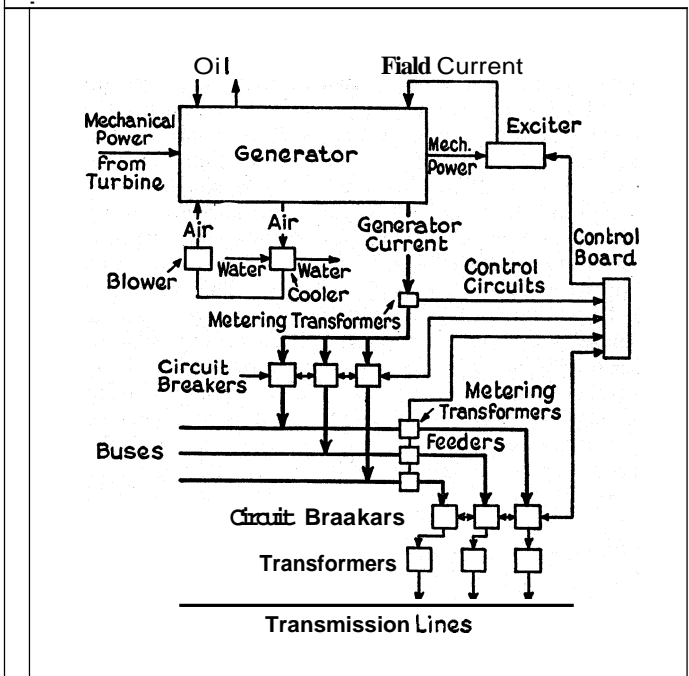 Oil
Fiald Current
Mechanical
Power
from
Turbine
Generator
Mech.
Power
Exciter
Air
Air
Generator
Current
Control
Board
Blower
Water
Water
Cooler
Control
Circuits
Metering Transformers
Circuit
Breakers
Metering
Transformers
Buses
Feeders
Circuit Braakars
Transformers
Transmission Lines